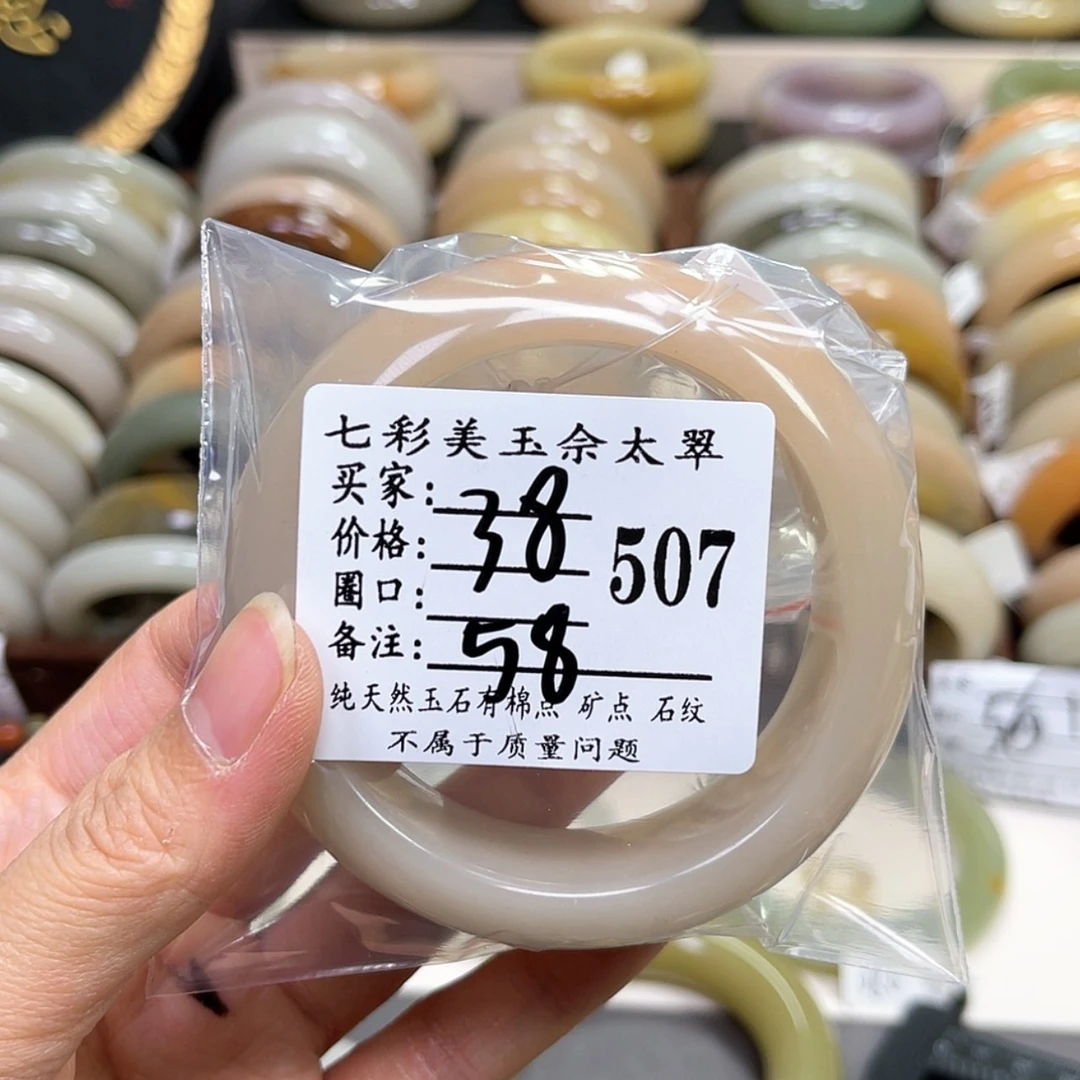 七彩美玉佘太翠
买家:
价格: 38 507
圈口:
备注: 58
纯天然玉石有棉点 矿点 石纹
不属于质量问题
56